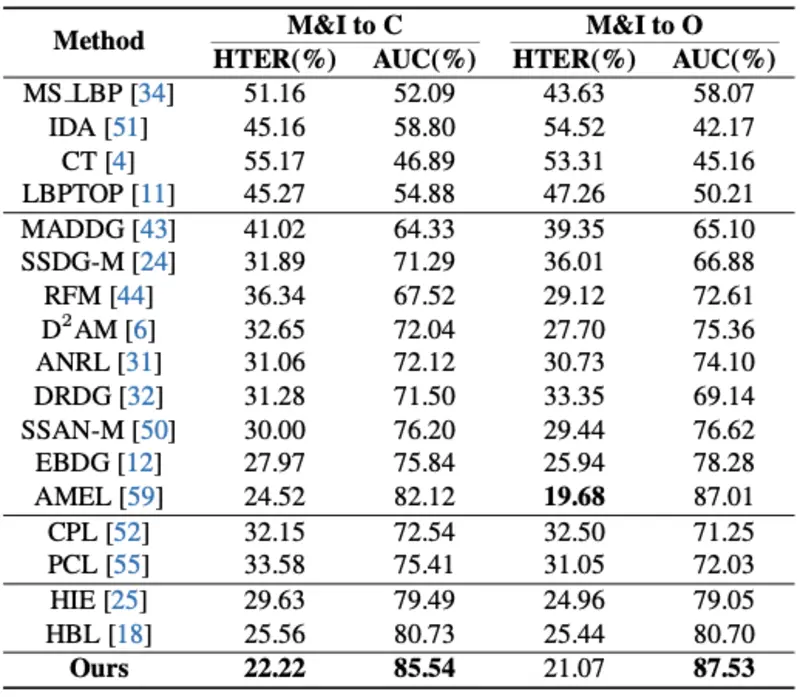 Method M&I to C M&I to O
HTER(%) AUC(%) HTER(%) AUC(%)
MS_LBP [34] 51.16 52.09 43.63 58.07
IDA [51] 45.16 58.80 54.52 42.17
CT [4] 55.17 46.89 53.31 45.16
LBPTOP [11] 45.27 54.88 47.26 50.21
MADDG [43] 41.02 64.33 39.35 65.10
SSDG-M [24] 31.89 71.29 36.01 66.88
RFM [44] 36.34 67.52 29.12 72.61
D²AM [6] 32.65 72.04 27.70 75.36
ANRL [31] 31.06 72.12 30.73 74.10
DRDG [32] 31.28 71.50 33.35 69.14
SSAN-M [50] 30.00 76.20 29.44 76.62
EBDG [12] 27.97 75.84 25.94 78.28
AMEL [59] 24.52 82.12 19.68 87.01
CPL [52] 32.15 72.54 32.50 71.25
PCL [55] 33.58 75.41 31.05 72.03
HIE [25] 29.63 79.49 24.96 79.05
HBL [18] 25.56 80.73 25.44 80.70
Ours 22.22 85.54 21.07 87.53